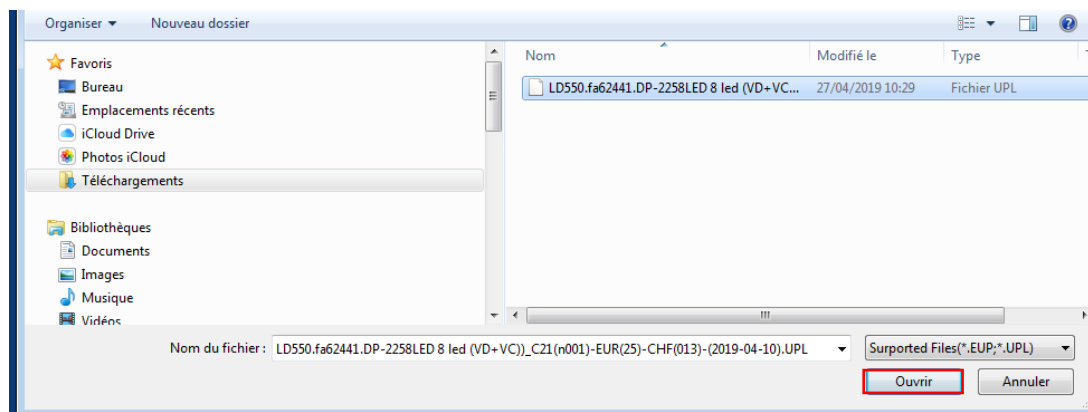 Organiser Nouveau dossier
Favoris
Bureau
Emplacements récents
iCloud Drive
Photos iCloud
Téléchargements
Bibliothèques
Documents
Images
Musique
Vidéos
Nom Modifié le Type
LD550.fa62441.DP-2258LED 8 led (VD+VC... 27/04/2019 10:29 Fichier UPL
Nom du fichier : LD550.fa62441.DP-2258LED 8 led (VD+VC))_C21(n001)-EUR(25)-CHF(013)-(2019-04-10).UPL Surported Files(*.EUP;*.UPL)
Ouvrir Annuler